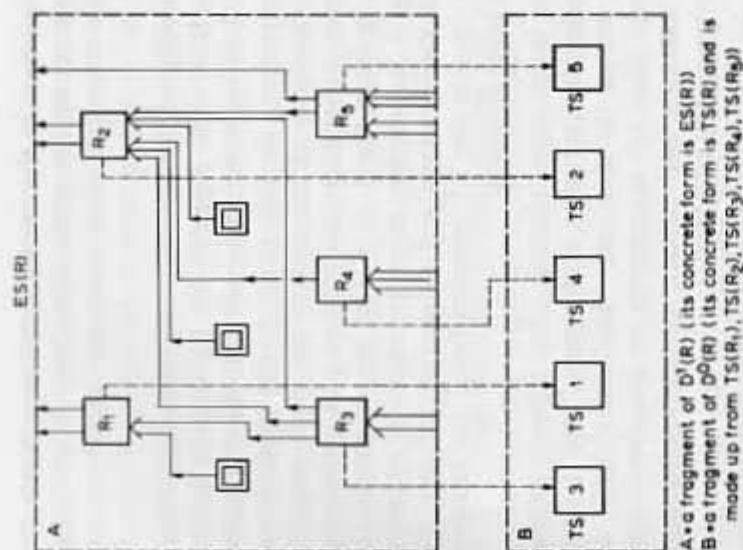 ES(R)
A
R1
R2
R3
R4
R5
B
TS 3
TS 1
TS 4
TS 2
TS 5
A = a fragment of D¹(R) (its concrete form is ES(R))
B = a fragment of D⁰(R) (its concrete form is TS(R) and is
made up from TS(R₁),TS(R₂),TS(R₃),TS(R₄),TS(R₅))